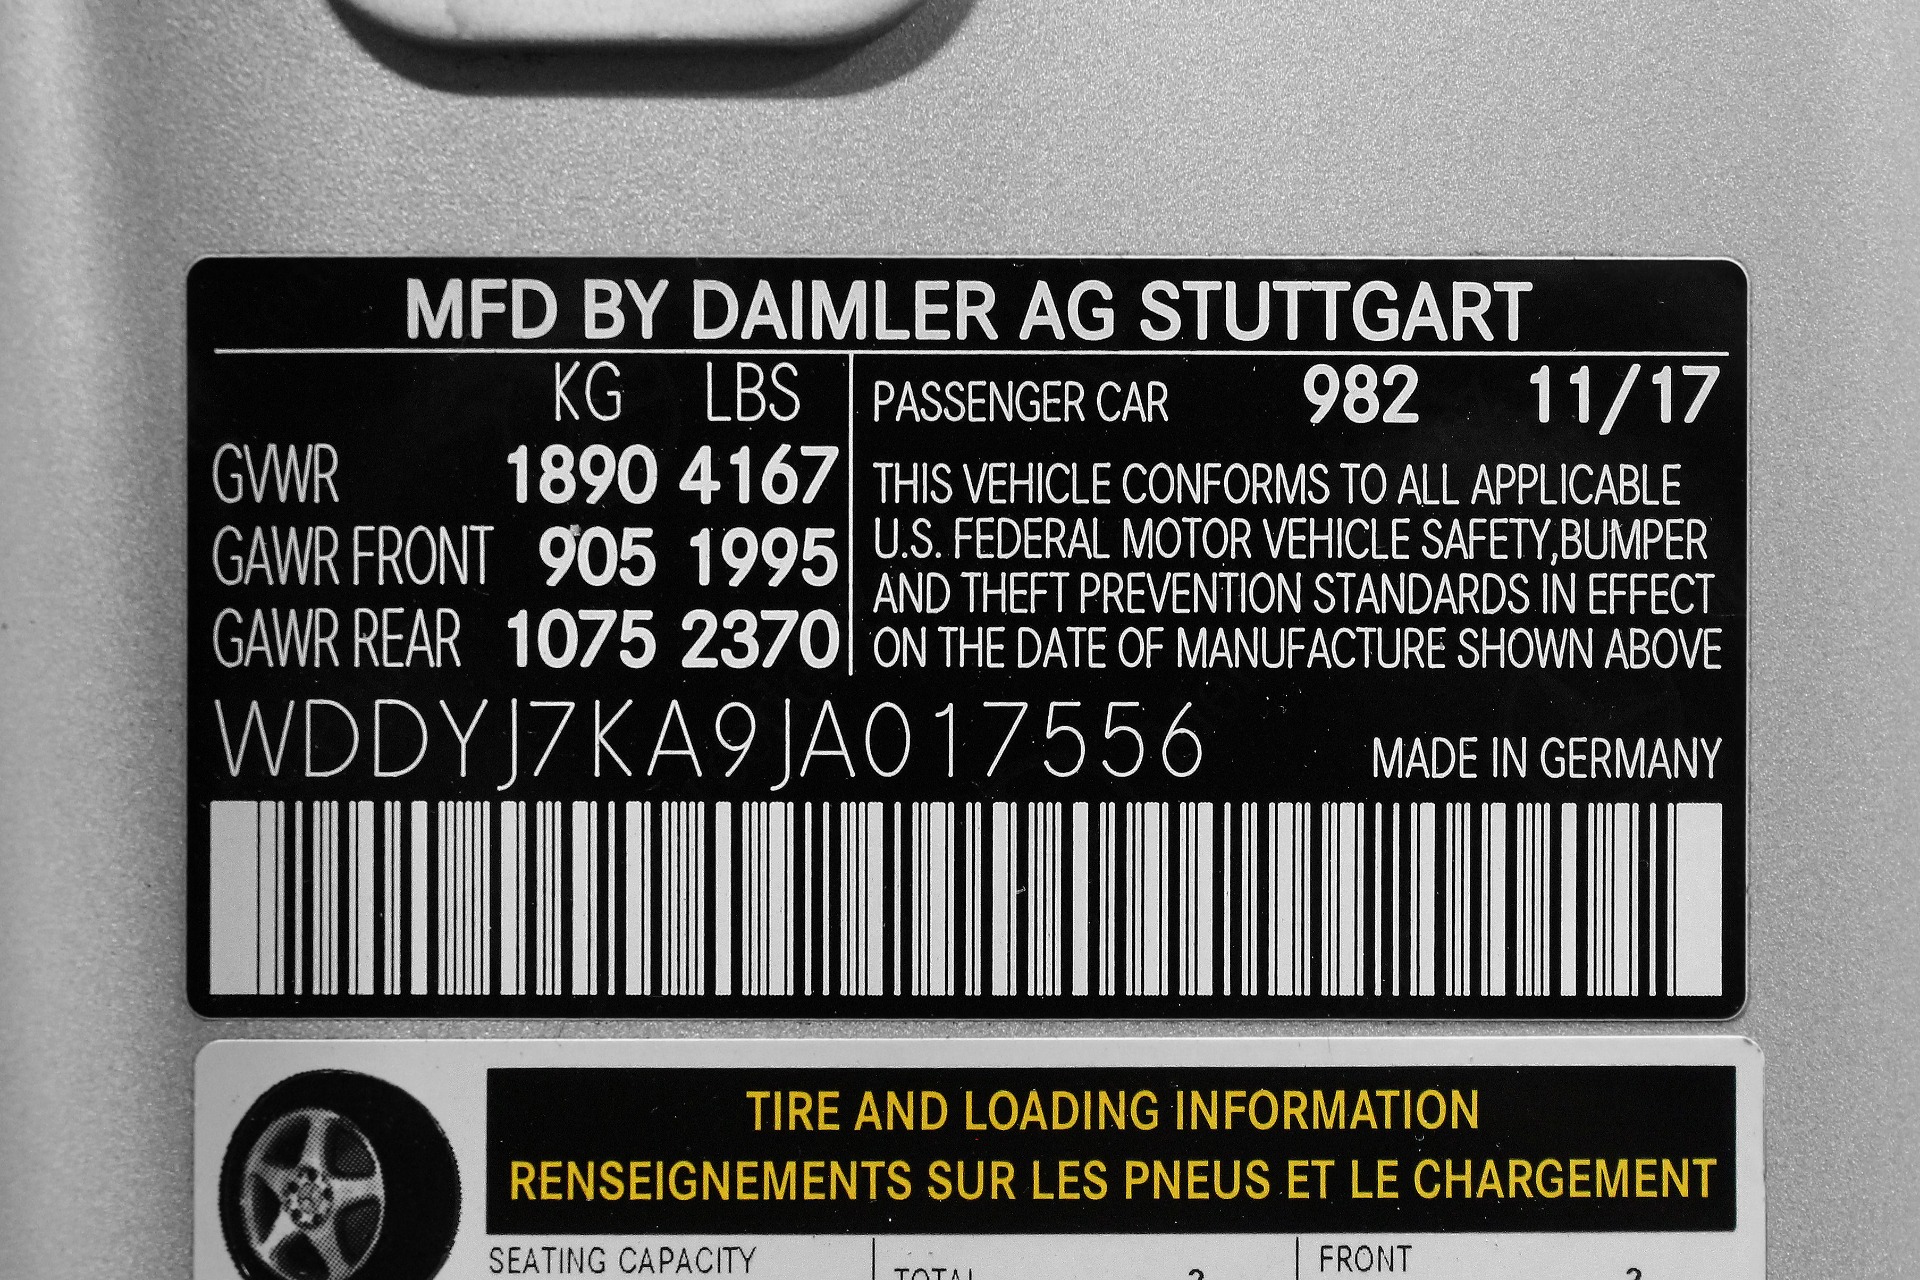 MFD BY DAIMLER AG STUTTGART
KG LBS
GVWR 1890 4167
GAWR FRONT 905 1995
GAWR REAR 1075 2370
PASSENGER CAR 982 11/17
THIS VEHICLE CONFORMS TO ALL APPLICABLE
U.S. FEDERAL MOTOR VEHICLE SAFETY,BUMPER
AND THEFT PREVENTION STANDARDS IN EFFECT
ON THE DATE OF MANUFACTURE SHOWN ABOVE
WDDYJ7KA9JA017556
MADE IN GERMANY
TIRE AND LOADING INFORMATION
RENSEIGNEMENTS SUR LES PNEUS ET LE CHARGEMENT
SEATING CAPACITY
TOTAL
FRONT